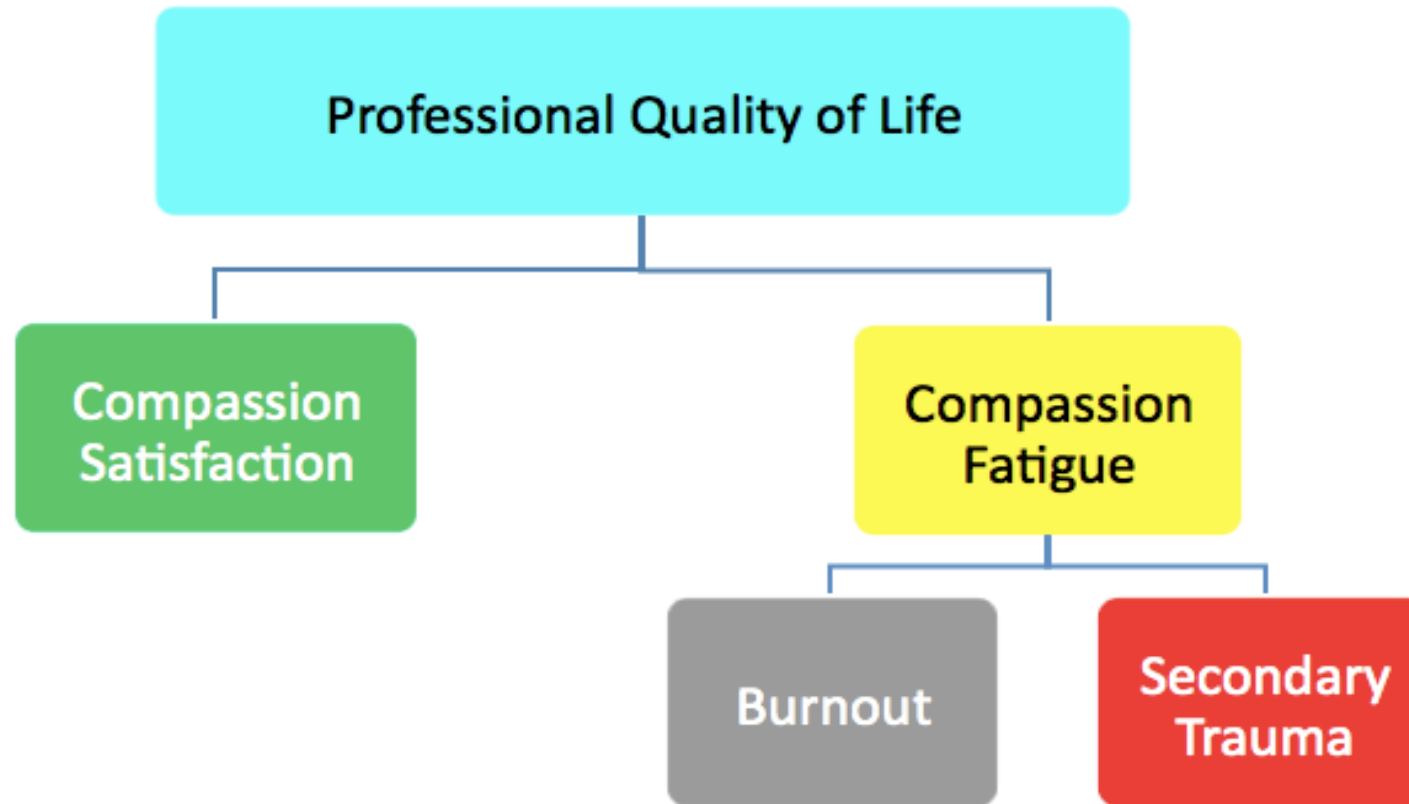 Professional Quality of Life
Compassion
Satisfaction
Compassion
Fatigue
Burnout
Secondary
Trauma